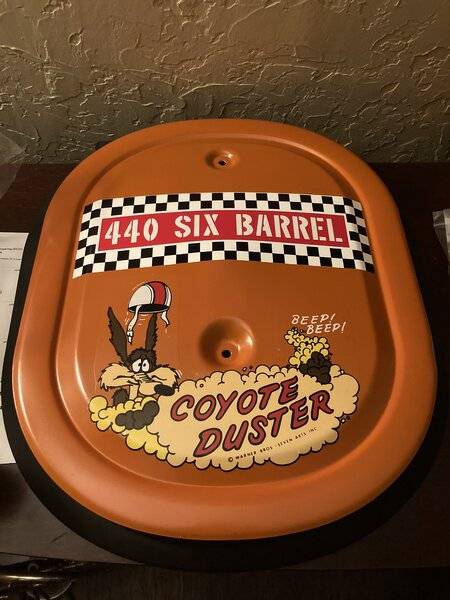 440 SIX BARREL
BEEP!
BEEP!
COYOTE
DUSTER
© WARNER BROS.-SEVEN ARTS INC.